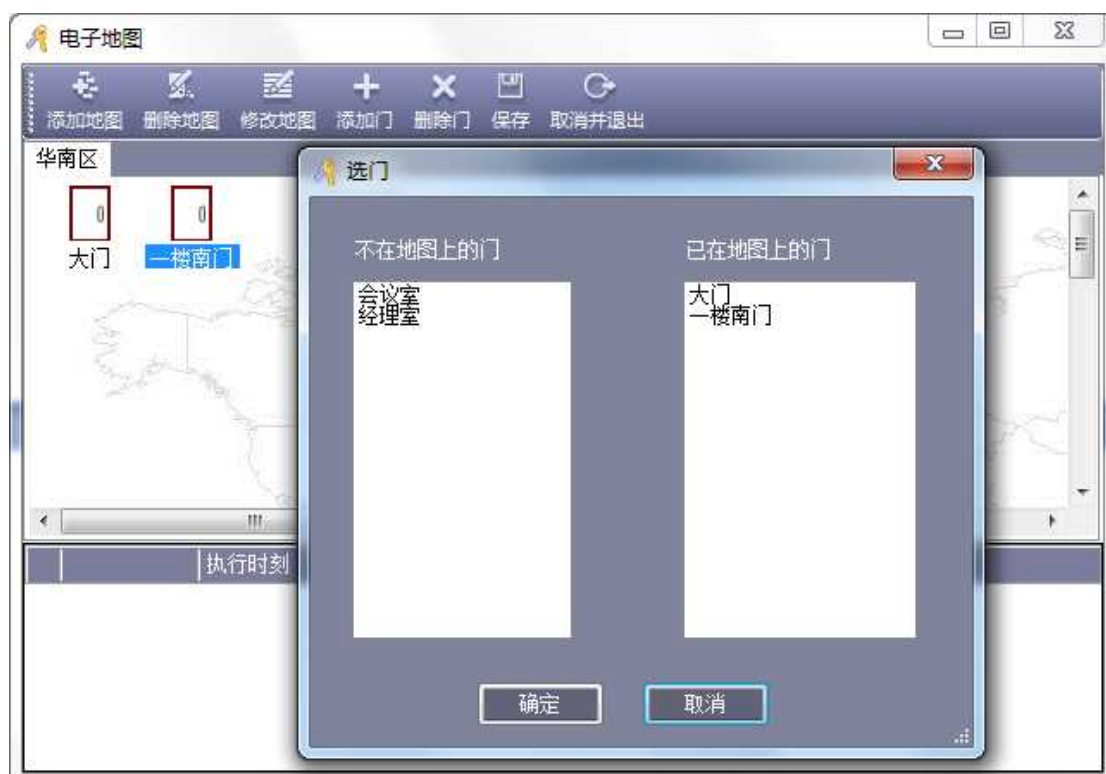 电子地图
添加地图 删除地图 修改地图 添加门 删除门 保存 取消并退出
华南区
大门 一楼南门
选门
不在地图上的门 已在地图上的门
会议室
经理室
大门
一楼南门
执行时刻
确定 取消